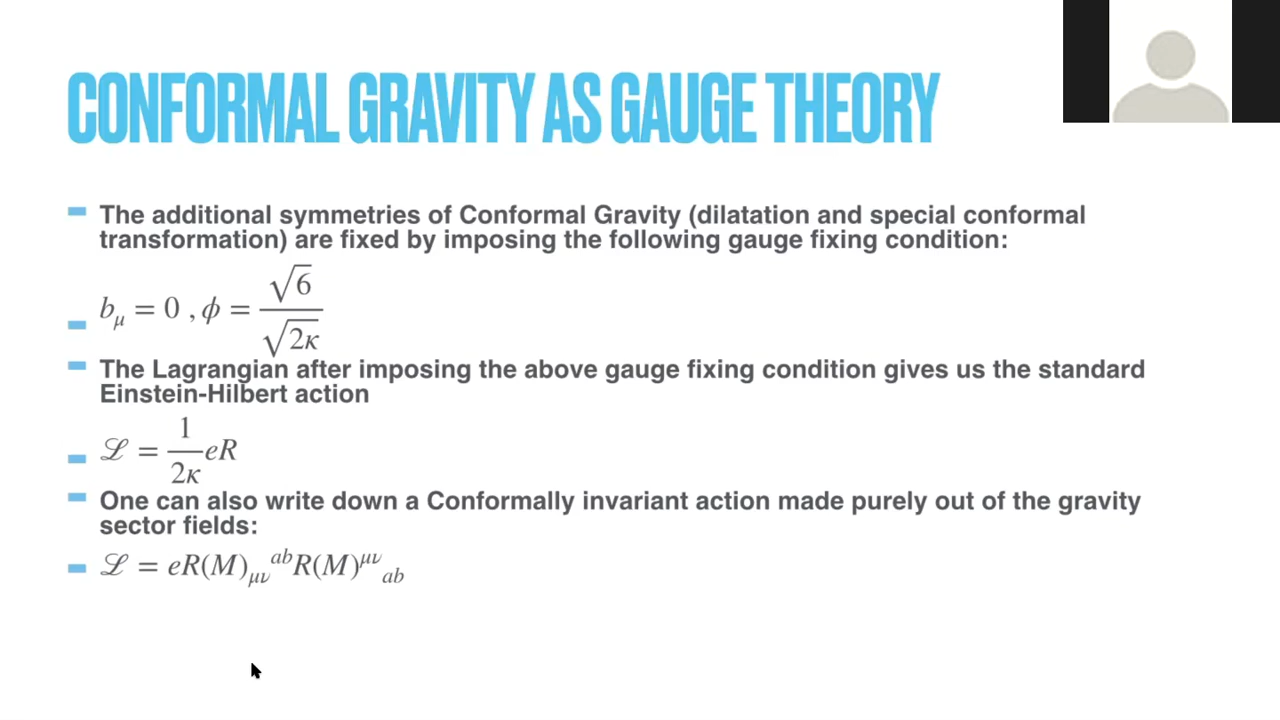 CONFORMAL GRAVITY AS GAUGE THEORY
The additional symmetries of Conformal Gravity (dilatation and special conformal
transformation) are fixed by imposing the following gauge fixing condition:
b_μ = 0 , ϕ = √6 / √2κ
The Lagrangian after imposing the above gauge fixing condition gives us the standard
Einstein-Hilbert action
ℒ = 1/2κ eR
One can also write down a Conformally invariant action made purely out of the gravity
sector fields:
ℒ = eR(M)_μν^ab R(M)^μν_ab